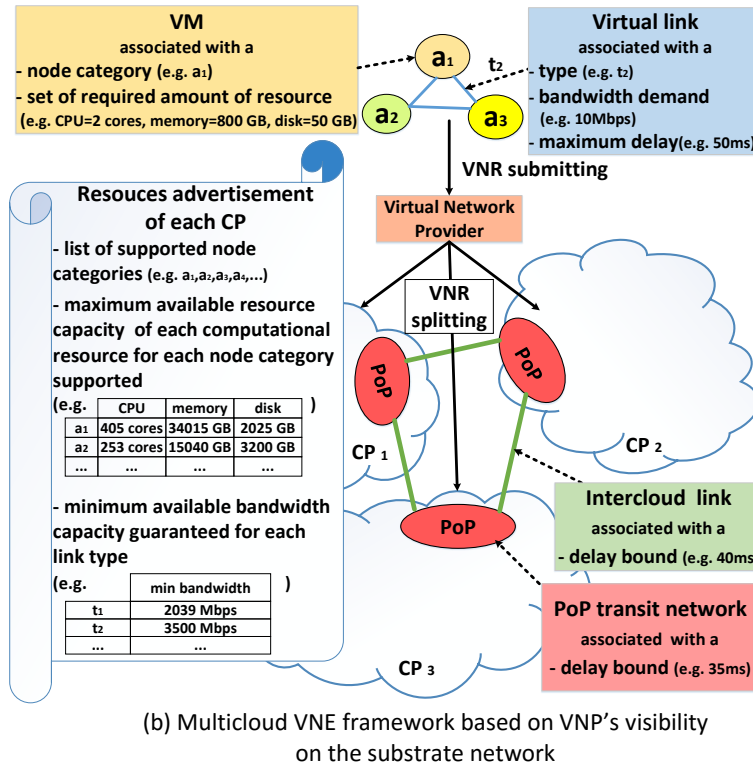 VM
associated with a
- node category (e.g. a₁)
- set of required amount of resource
(e.g. CPU=2 cores, memory=800 GB, disk=50 GB)
a₁
t₂
a₂
a₃
Virtual link
associated with a
- type (e.g. t₂)
- bandwidth demand
(e.g. 10Mbps)
- maximum delay(e.g. 50ms)
VNR submitting
Virtual Network
Provider
VNR
splitting
Resouces advertisement
of each CP
- list of supported node
categories (e.g. a₁,a₂,a₃,a₄,...)
- maximum available resource
capacity of each computational
resource for each node category
supported
(e.g. )
CPU memory disk
a₁ 405 cores 34015 GB 2025 GB
a₂ 253 cores 15040 GB 3200 GB
... ... ... ...
- minimum available bandwidth
capacity guaranteed for each
link type
(e.g. )
min bandwidth
t₁ 2039 Mbps
t₂ 3500 Mbps
... ...
PoP
CP ₁
PoP
CP ₂
PoP
CP ₃
Intercloud link
associated with a
- delay bound (e.g. 40ms
PoP transit network
associated with a
- delay bound (e.g. 35ms)
(b) Multicloud VNE framework based on VNP's visibility
on the substrate network